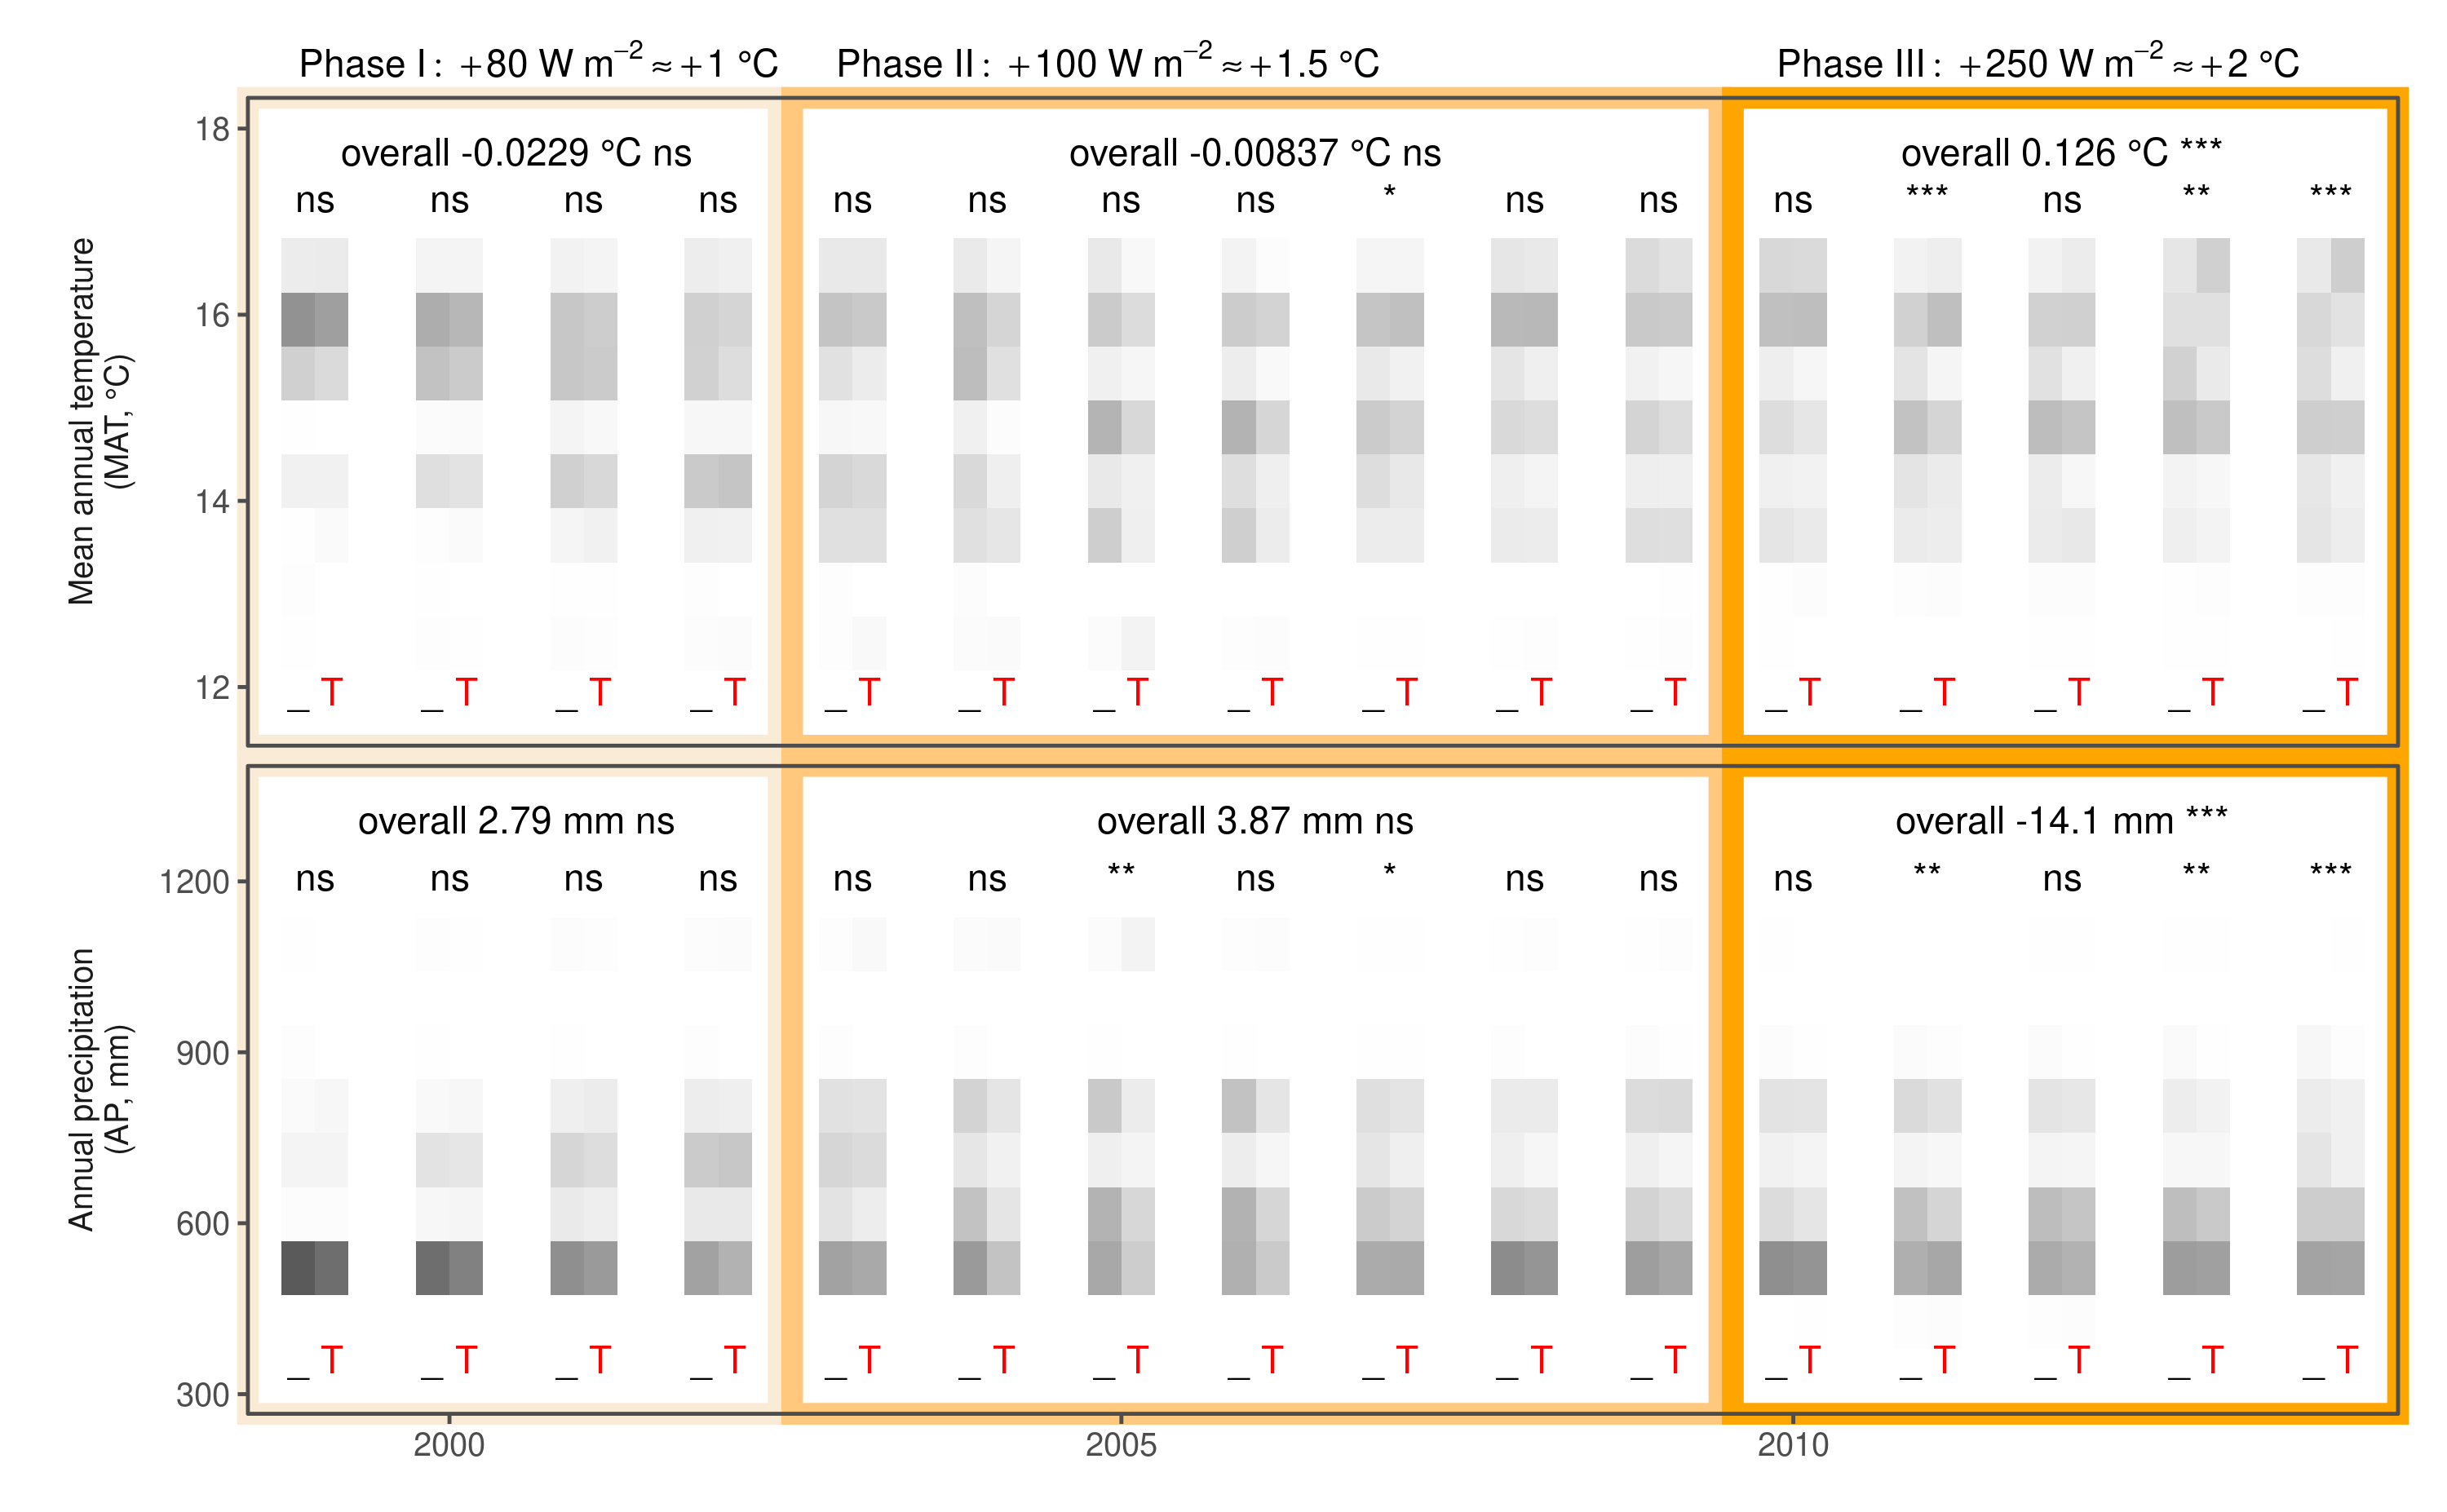 Phase I: +80 W m−2 ≈ +1 °C
Phase II: +100 W m−2 ≈ +1.5 °C
Phase III: +250 W m−2 ≈ +2 °C
Mean annual temperature
(MAT, °C)
18
16
14
12
overall -0.0229 °C ns
overall -0.00837 °C ns
overall 0.126 °C ***
ns ns ns ns ns ns ns ns * ns ns ns *** ns ** ***
_ T _ T _ T _ T _ T _ T _ T _ T _ T _ T _ T _ T _ T _ T _ T _ T
Annual precipitation
(AP, mm)
1200
900
600
300
overall 2.79 mm ns
overall 3.87 mm ns
overall -14.1 mm ***
ns ns ns ns ns ns ** ns * ns ns ns ** ns ** ***
_ T _ T _ T _ T _ T _ T _ T _ T _ T _ T _ T _ T _ T _ T _ T _ T
2000 2005 2010